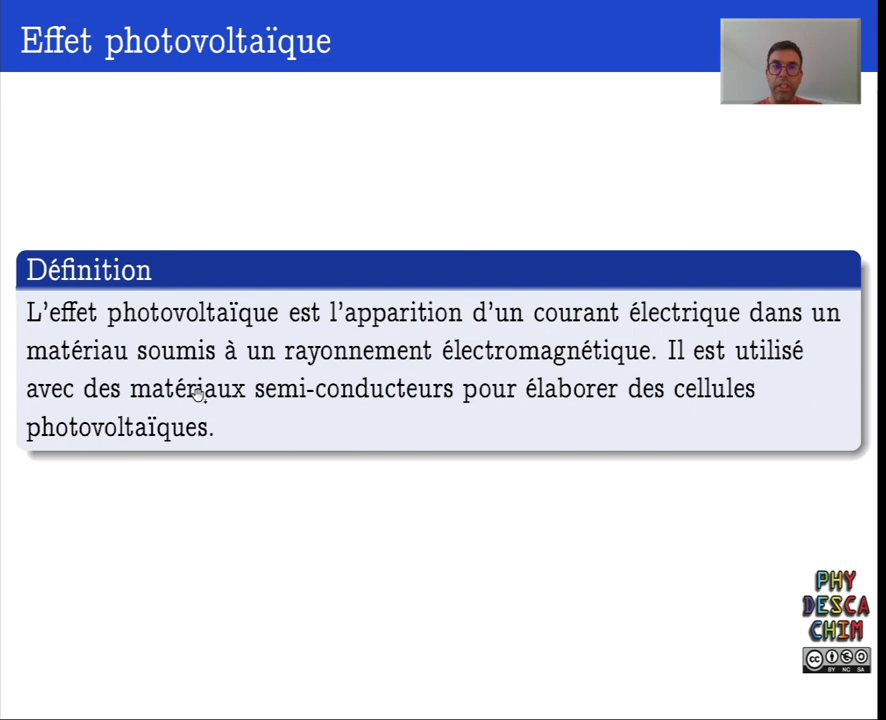 Effet photovoltaïque
Définition
L'effet photovoltaïque est l'apparition d'un courant électrique dans un
matériau soumis à un rayonnement électromagnétique. Il est utilisé
avec des matériaux semi-conducteurs pour élaborer des cellules
photovoltaïques.
PHY
DESCA
CHIM
cc
BY NC SA